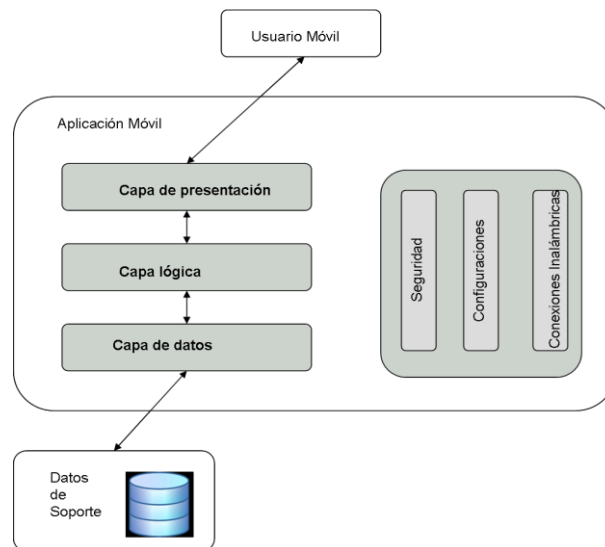 Usuario Móvil
Aplicación Móvil
Capa de presentación
Capa lógica
Capa de datos
Seguridad
Configuraciones
Conexiones Inalámbricas
Datos
de
Soporte